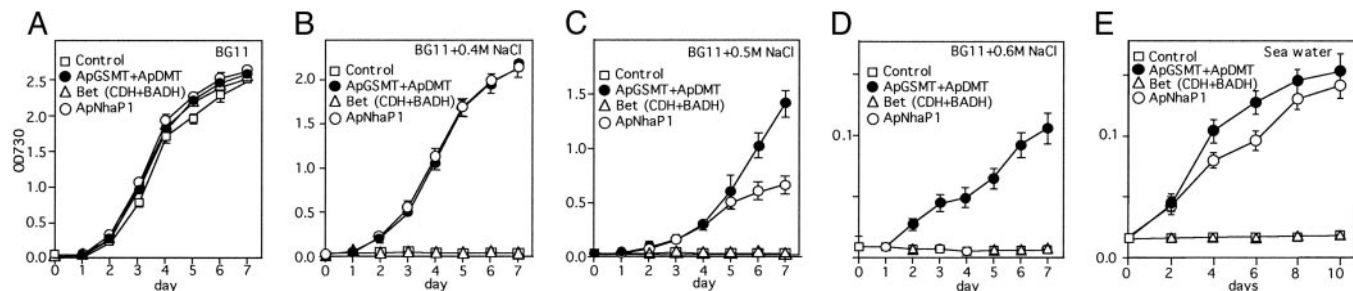 A
BG11
Control
ApGSMT+ApDMT
Bet (CDH+BADH)
ApNhaP1
OD730
2.5
2.0
1.5
1.0
0.5
0.0
0 1 2 3 4 5 6 7
day
B
BG11+0.4M NaCl
Control
ApGSMT+ApDMT
Bet (CDH+BADH)
ApNhaP1
2.0
1.5
1.0
0.5
0.0
0 1 2 3 4 5 6 7
day
C
BG11+0.5M NaCl
Control
ApGSMT+ApDMT
Bet (CDH+BADH)
ApNhaP1
1.5
1.0
0.5
0.0
0 1 2 3 4 5 6 7
day
D
BG11+0.6M NaCl
Control
ApGSMT+ApDMT
Bet (CDH+BADH)
ApNhaP1
0.1
0 1 2 3 4 5 6 7
day
E
Sea water
Control
ApGSMT+ApDMT
Bet (CDH+BADH)
ApNhaP1
0.1
0.0
0 2 4 6 8 10
days